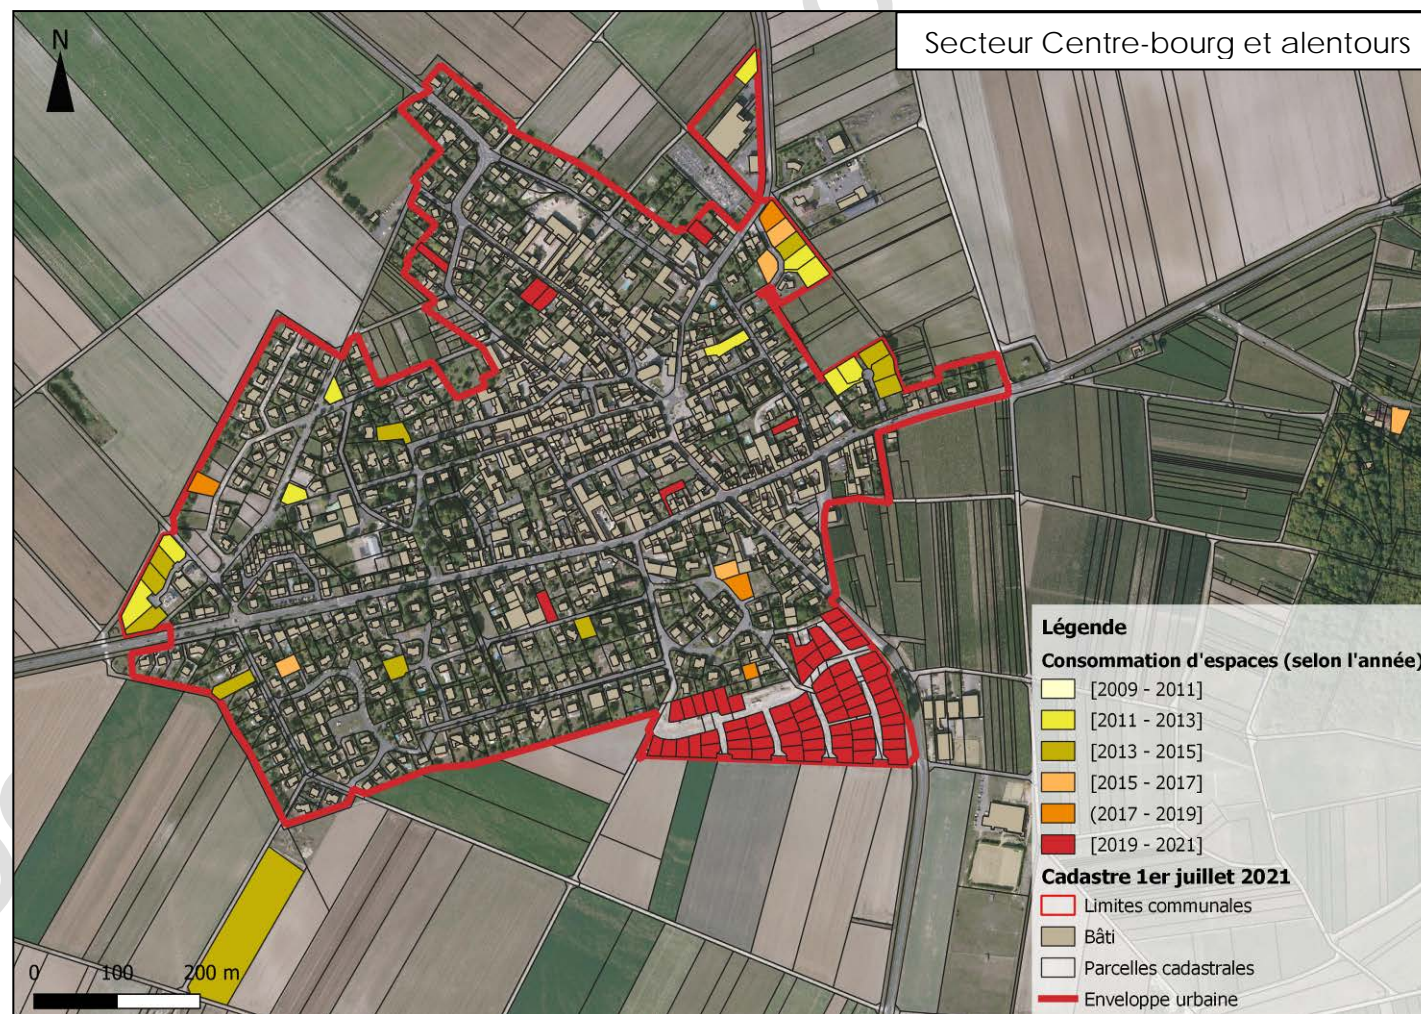 Secteur Centre-bourg et alentours
N
Légende
Consommation d'espaces (selon l'année)
[2009 - 2011]
[2011 - 2013]
[2013 - 2015]
[2015 - 2017]
(2017 - 2019]
[2019 - 2021]
Cadastre 1er juillet 2021
Limites communales
Bâti
Parcelles cadastrales
Enveloppe urbaine
0 100 200 m